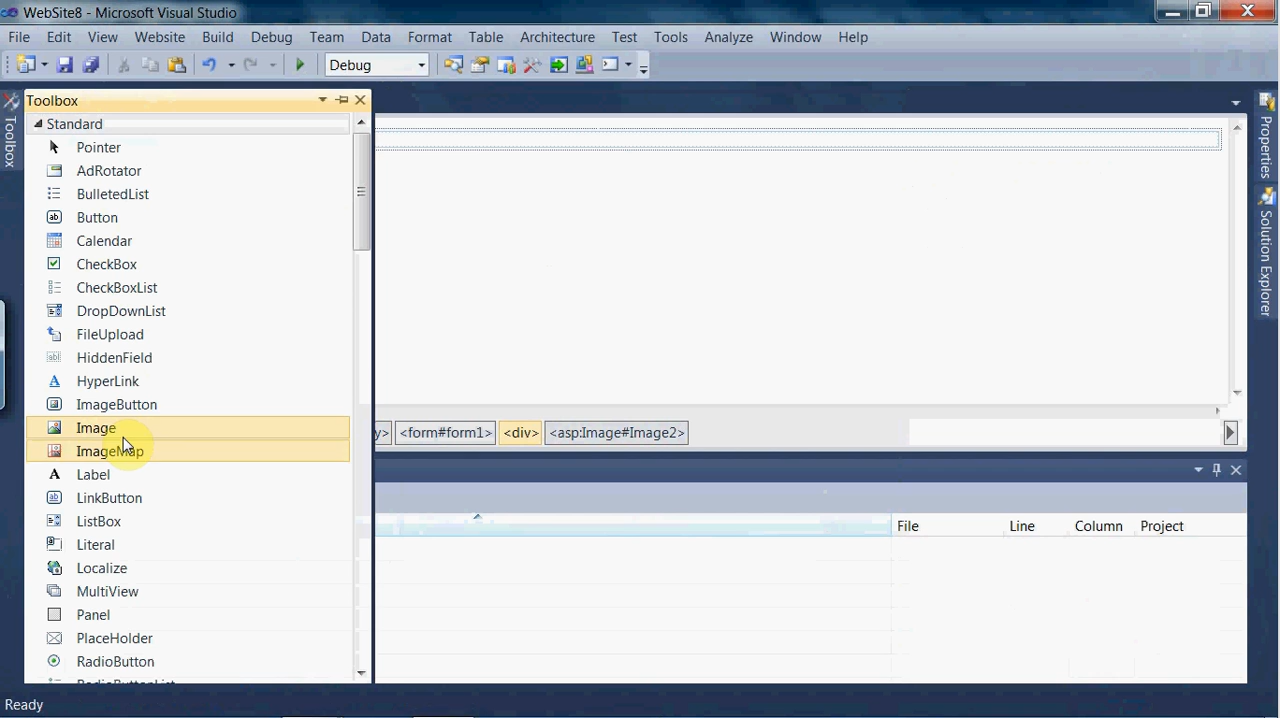 WebSite8 - Microsoft Visual Studio
File Edit View Website Build Debug Team Data Format Table Architecture Test Tools Analyze Window Help
Debug
Toolbox
Toolbox
Standard
Pointer
AdRotator
BulletedList
Button
Calendar
CheckBox
CheckBoxList
DropDownList
FileUpload
HiddenField
HyperLink
ImageButton
Image
ImageMap
Label
LinkButton
ListBox
Literal
Localize
MultiView
Panel
PlaceHolder
RadioButton
RadioButtonList
<form#form1> <div> <asp:Image#Image2>
File Line Column Project
Properties
Solution Explorer
Ready